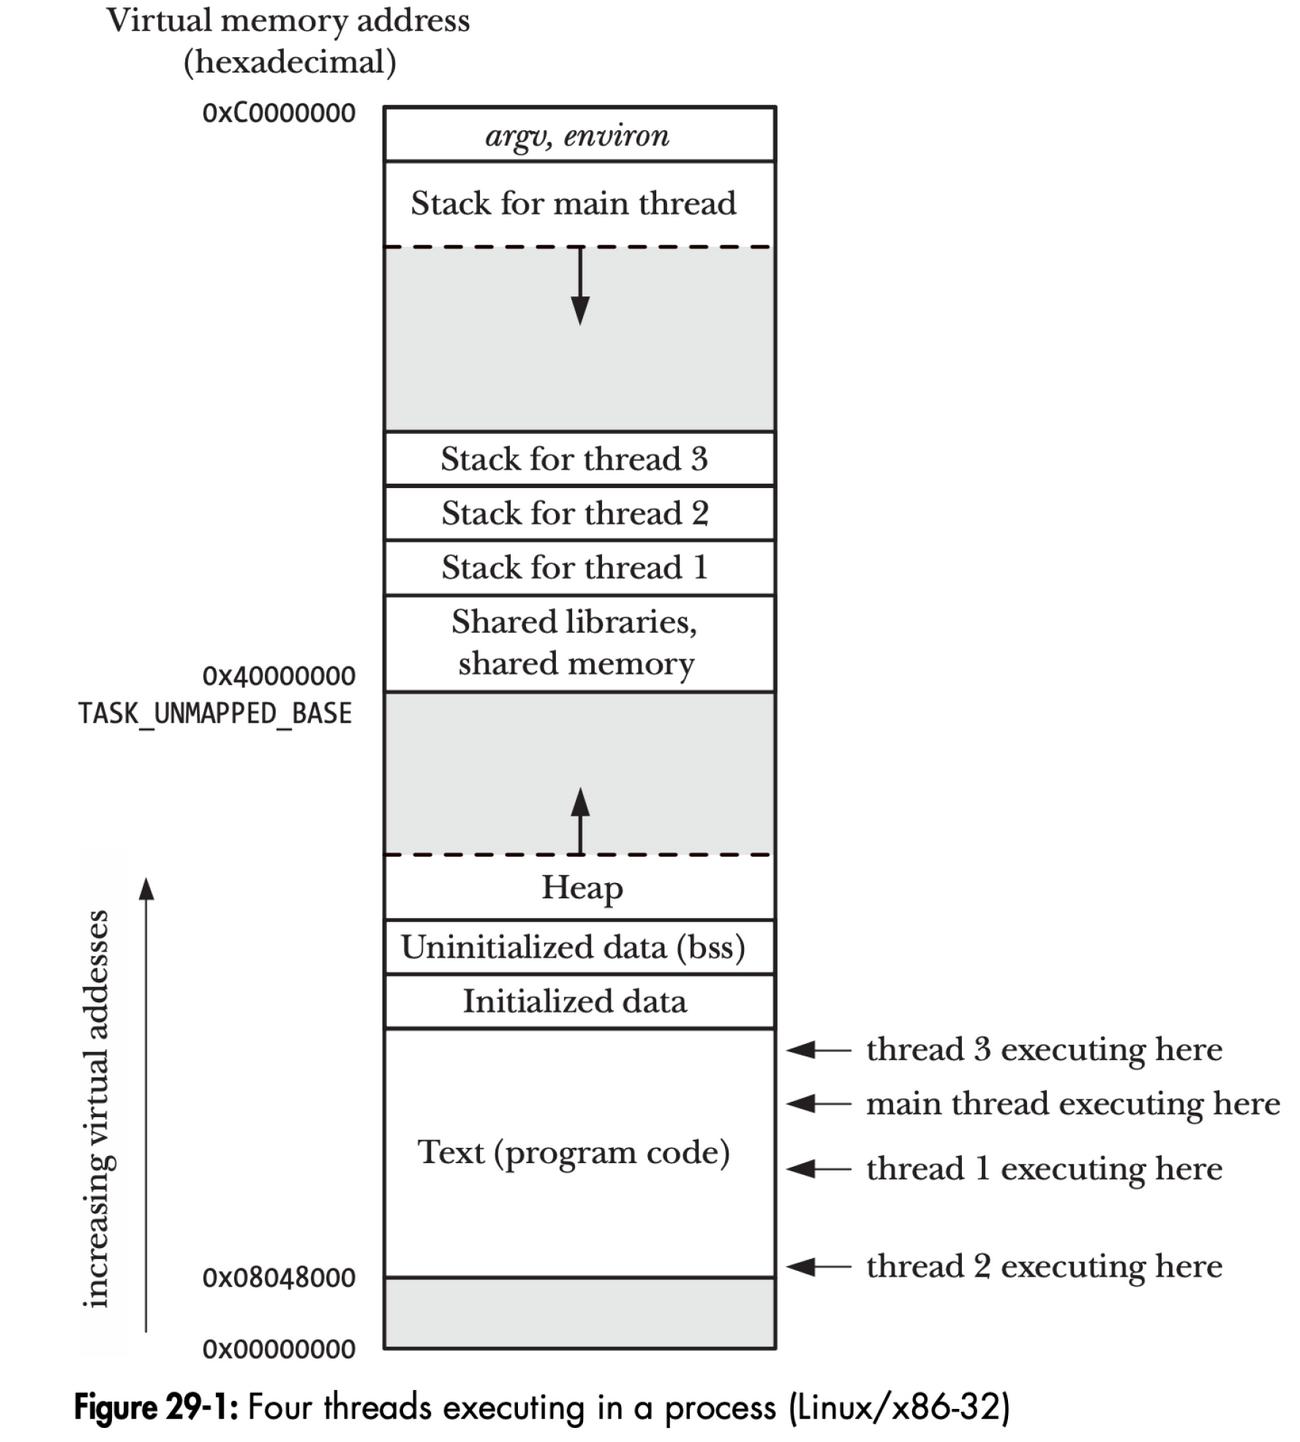 Virtual memory address
(hexadecimal)
0xC0000000
argv, environ
Stack for main thread
Stack for thread 3
Stack for thread 2
Stack for thread 1
Shared libraries,
shared memory
0x40000000
TASK_UNMAPPED_BASE
Heap
Uninitialized data (bss)
Initialized data
increasing virtual addesses
Text (program code)
thread 3 executing here
main thread executing here
thread 1 executing here
thread 2 executing here
0x08048000
0x00000000
Figure 29-1: Four threads executing in a process (Linux/x86-32)